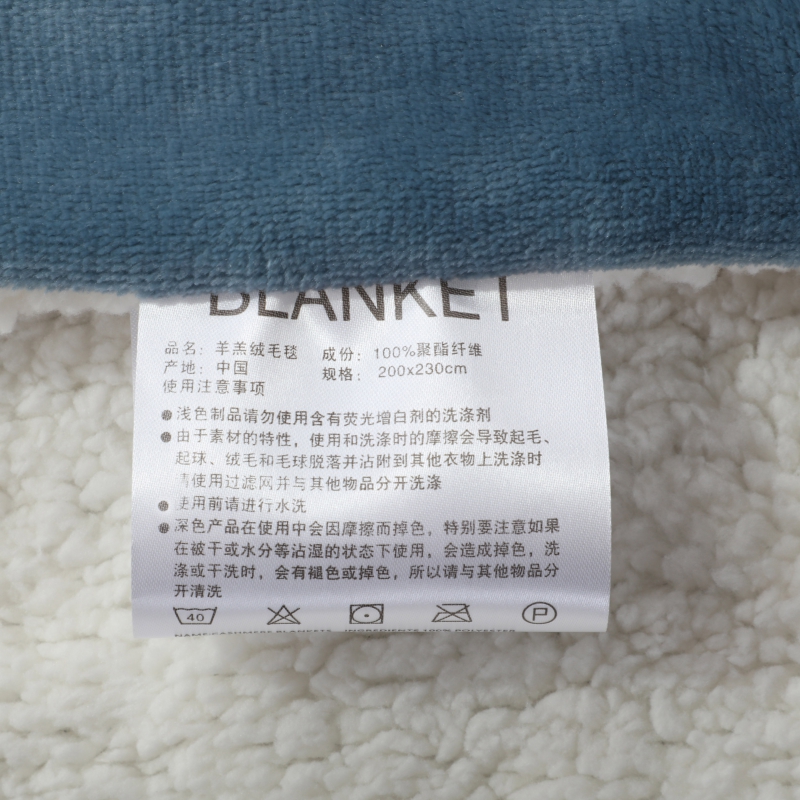 BLANKET
品名：羊羔绒毛毯 成份：100%聚酯纤维
产地：中国 规格：200x230cm
使用注意事项
●浅色制品请勿使用含有荧光增白剂的洗涤剂
●由于素材的特性，使用和洗涤时的摩擦会导致起毛、
起球、绒毛和毛球脱落并沾附到其他衣物上洗涤时
请使用过滤网并与其他物品分开洗涤
●使用前请进行水洗
●深色产品在使用中会因摩擦而掉色，特别要注意如果
在被干或水分等沾湿的状态下使用，会造成掉色，洗
涤或干洗时，会有褪色或掉色，所以请与其他物品分
开清洗
40 P